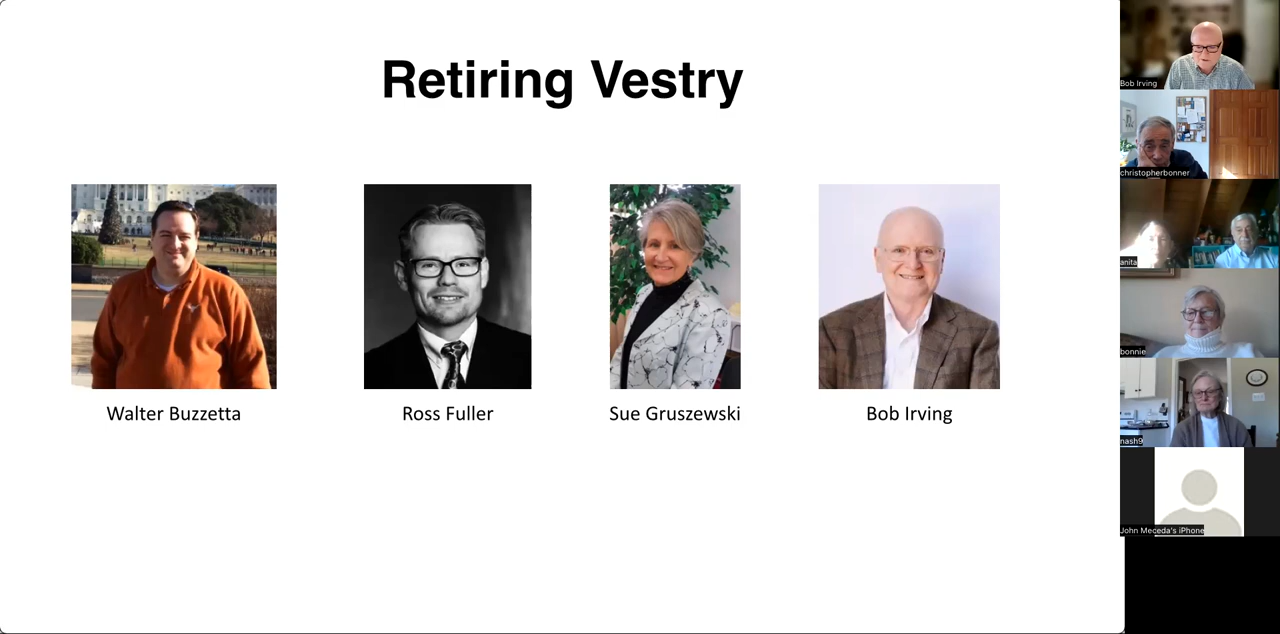 Retiring Vestry
Walter Buzzetta
Ross Fuller
Sue Gruszewski
Bob Irving
Bob Irving
christopherbonner
anita
bonnie
nash9
John Meceda's iPhone